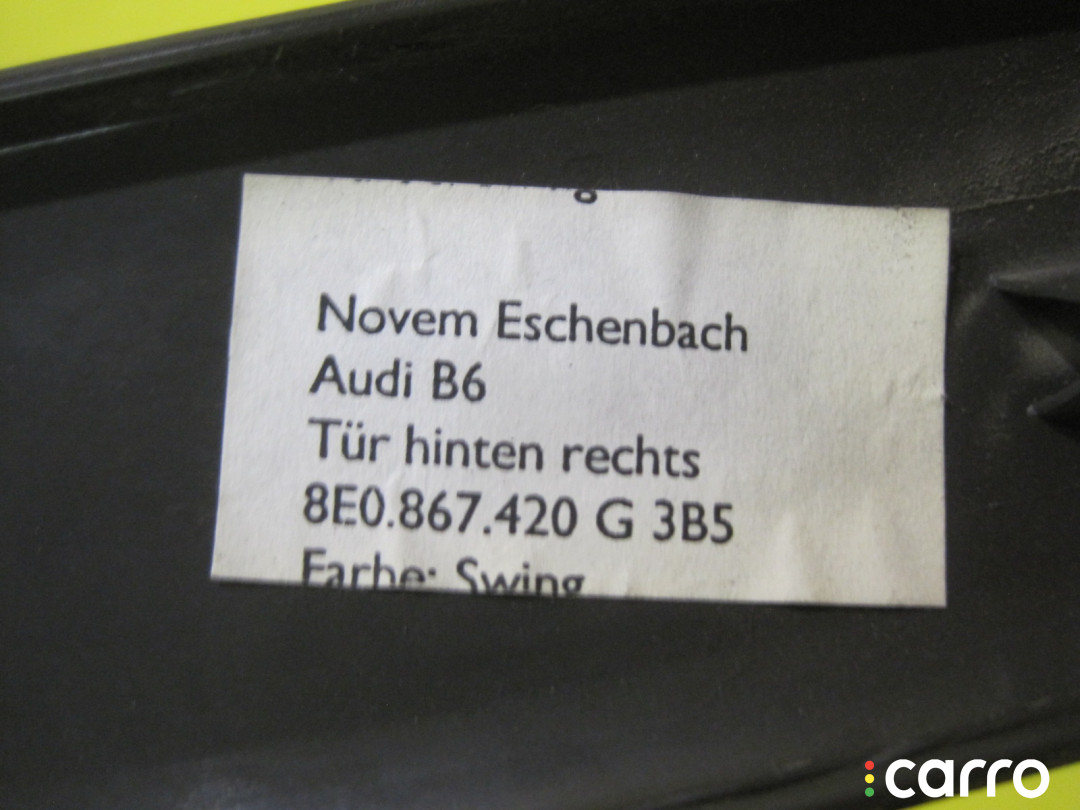 Novem Eschenbach
Audi B6
Tür hinten rechts
8E0.867.420 G 3B5
Farbe: Swing
carro